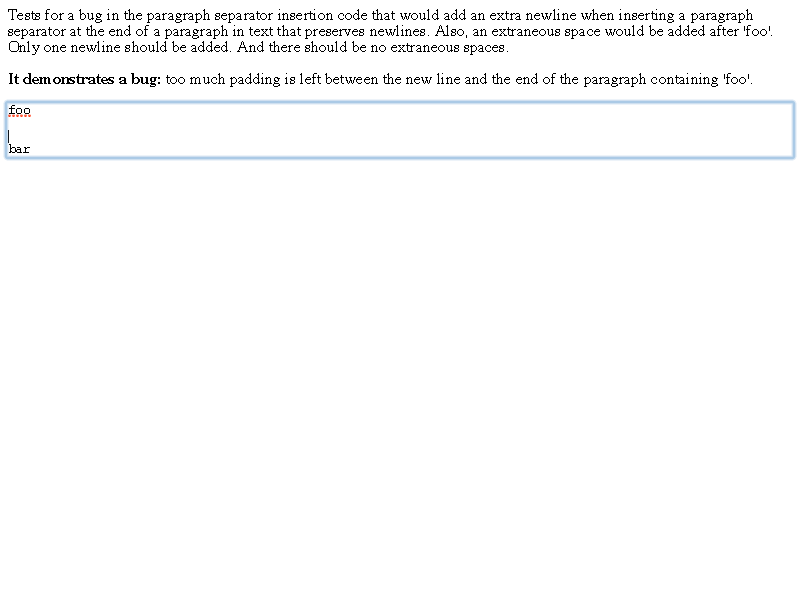 Tests for a bug in the paragraph separator insertion code that would add an extra newline when inserting a paragraph
separator at the end of a paragraph in text that preserves newlines. Also, an extraneous space would be added after 'foo'.
Only one newline should be added. And there should be no extraneous spaces.
It demonstrates a bug: too much padding is left between the new line and the end of the paragraph containing 'foo'.
foo
bar